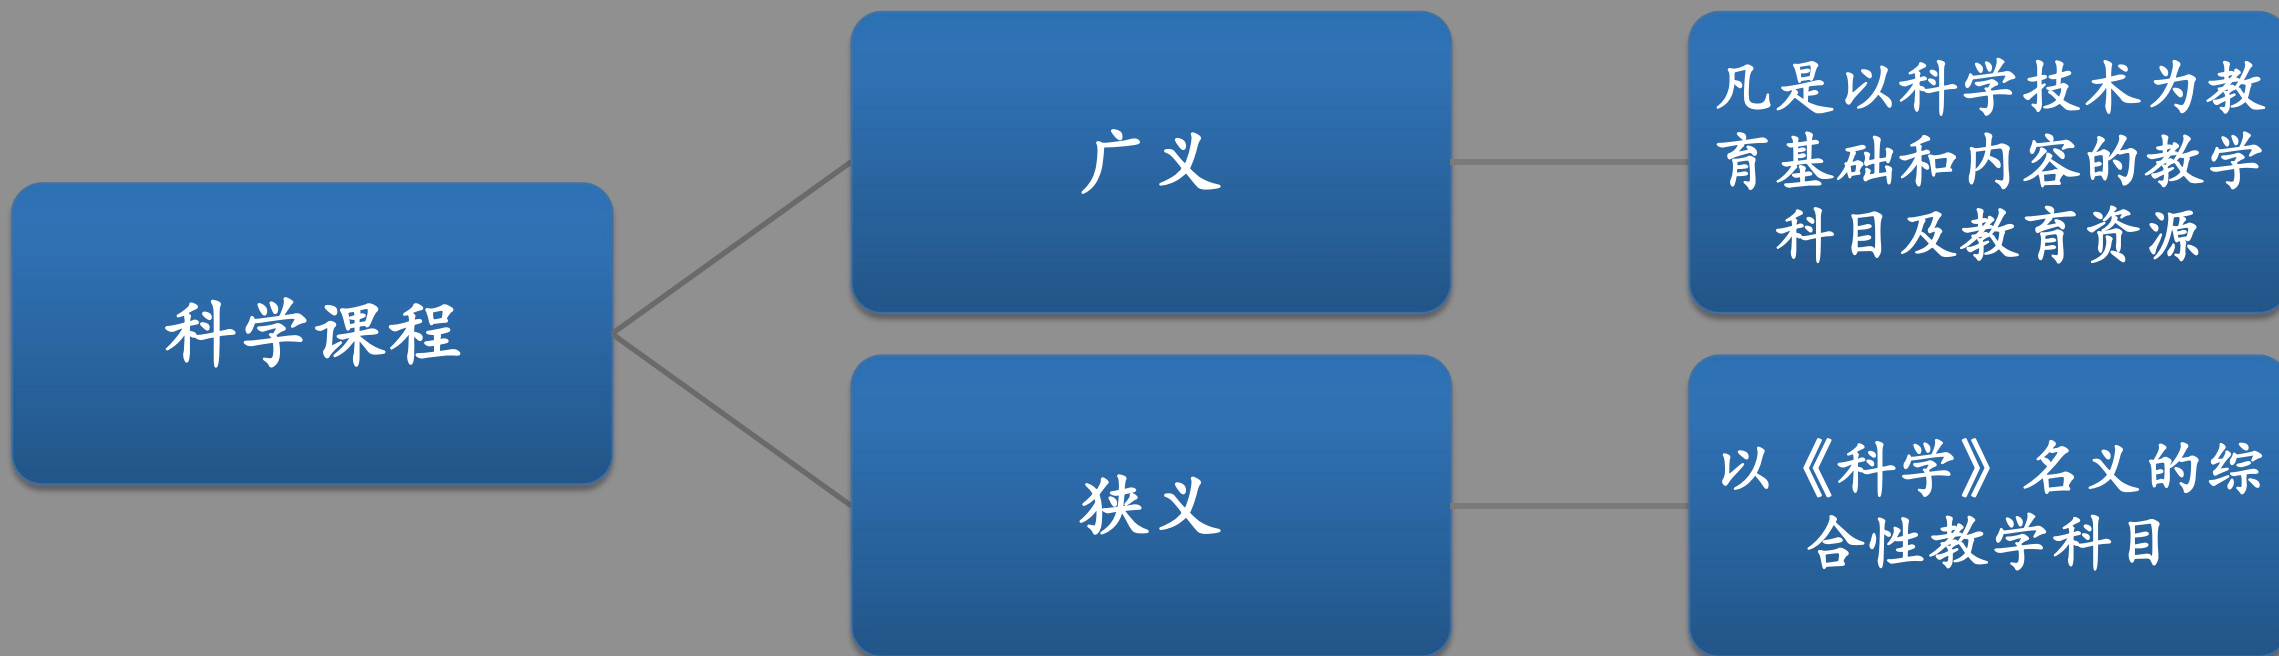 科学课程
广义
凡是以科学技术为教
育基础和内容的教学
科目及教育资源
狭义
以《科学》名义的综
合性教学科目